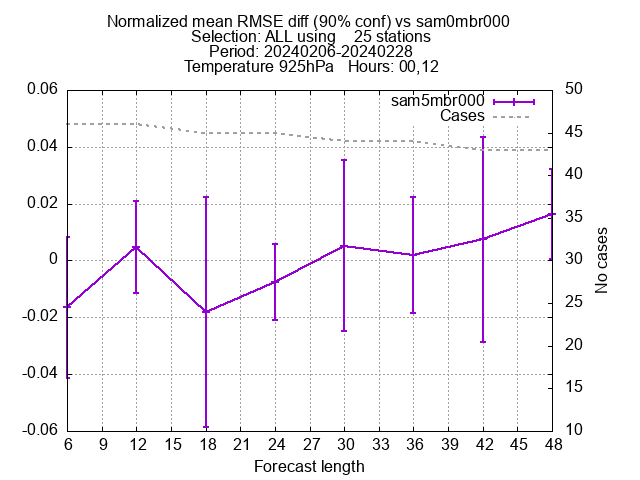 Normalized mean RMSE diff (90% conf) vs sam0mbr000
Selection: ALL using    25 stations
Period: 20240206-20240228
Temperature 925hPa   Hours: 00,12
sam5mbr000
Cases
0.06
0.04
0.02
0
-0.02
-0.04
-0.06
50
45
40
35
30
25
20
15
10
No cases
6 9 12 15 18 21 24 27 30 33 36 39 42 45 48
Forecast length